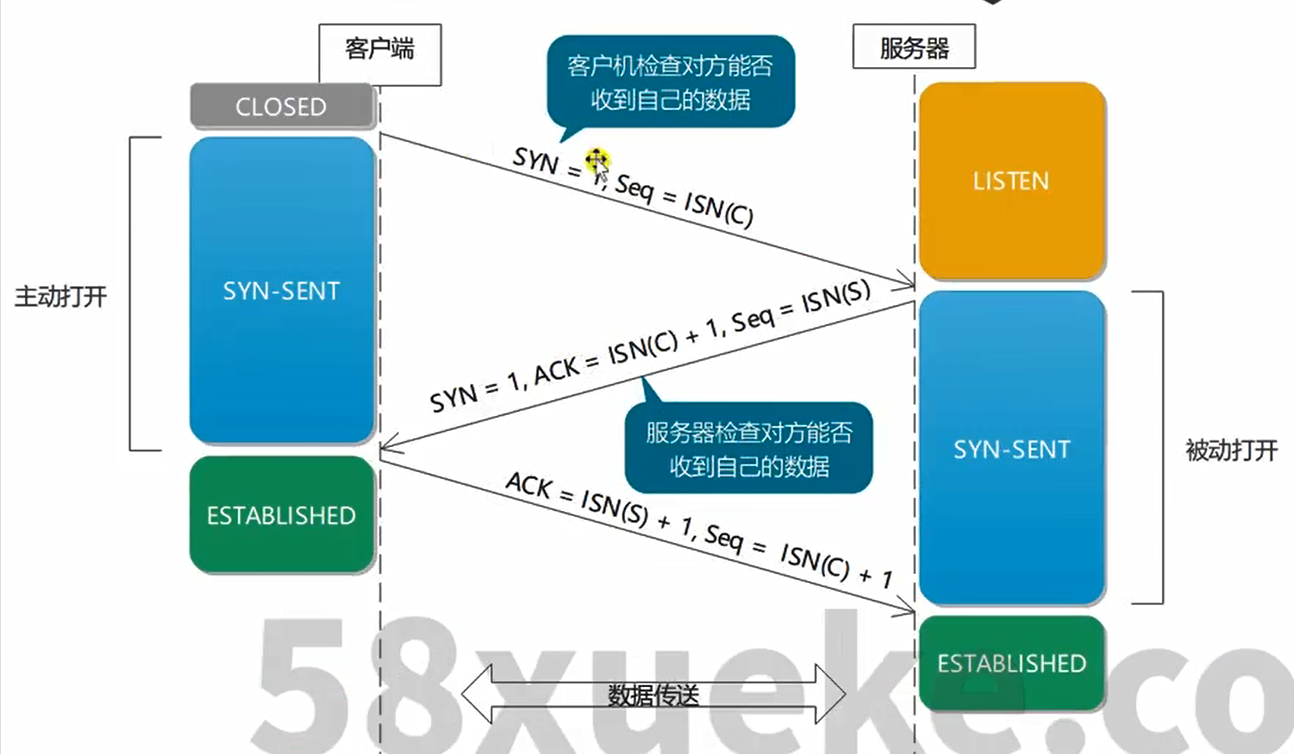 客户端
服务器
客户机检查对方能否
收到自己的数据
CLOSED
SYN = 1, Seq = ISN(C)
LISTEN
主动打开
SYN-SENT
SYN = 1, ACK = ISN(C) + 1, Seq = ISN(S)
服务器检查对方能否
收到自己的数据
SYN-SENT
被动打开
ESTABLISHED
ACK = ISN(S) + 1, Seq = ISN(C) + 1
ESTABLISHED
数据传送
58xueke.co